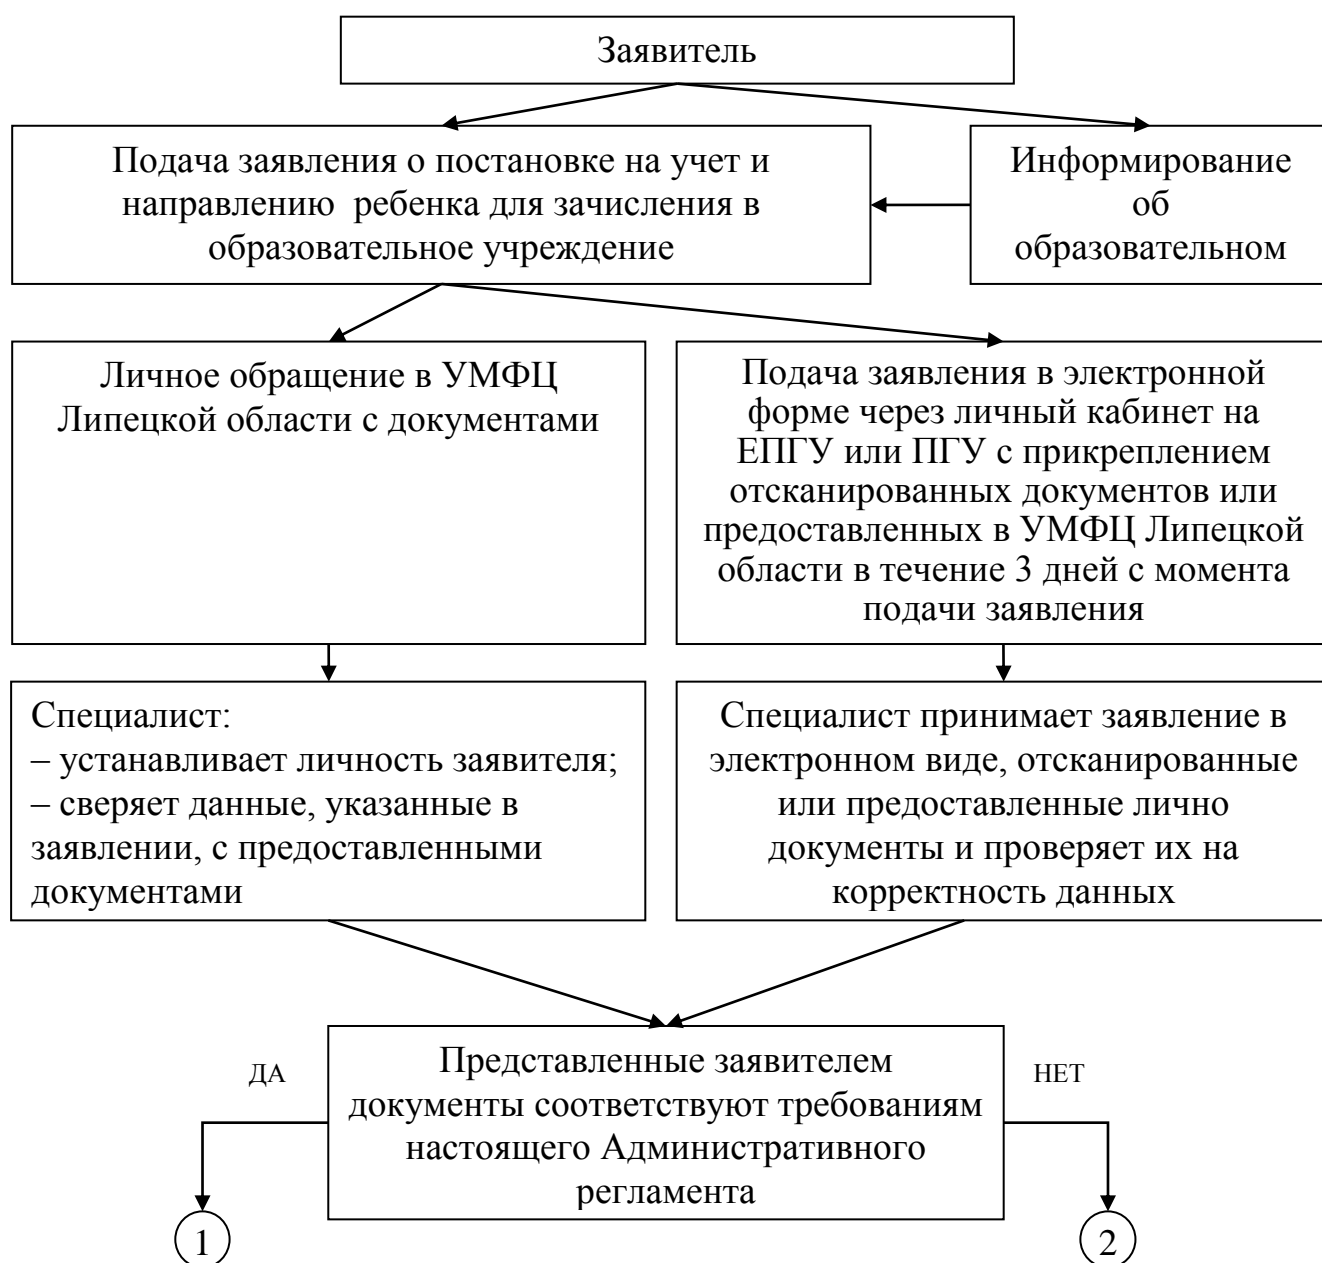 Заявитель
Подача заявления о постановке на учет и
направлению ребенка для зачисления в
образовательное учреждение
Информирование
об
образовательном
Личное обращение в УМФЦ
Липецкой области с документами
Подача заявления в электронной
форме через личный кабинет на
ЕПГУ или ПГУ с прикреплением
отсканированных документов или
предоставленных в УМФЦ Липецкой
области в течение 3 дней с момента
подачи заявления
Специалист:
– устанавливает личность заявителя;
– сверяет данные, указанные в
заявлении, с предоставленными
документами
Специалист принимает заявление в
электронном виде, отсканированные
или предоставленные лично
документы и проверяет их на
корректность данных
ДА
Представленные заявителем
документы соответствуют требованиям
настоящего Административного
регламента
НЕТ
1
2